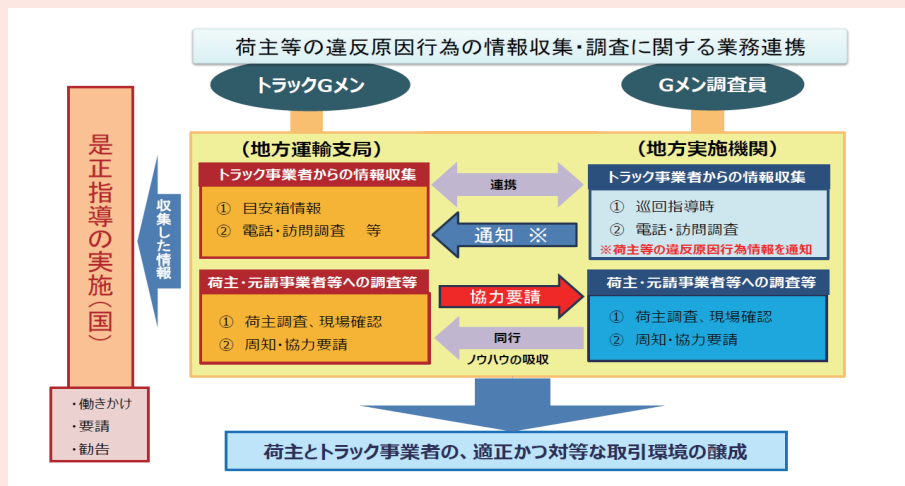 荷主等の違反原因行為の情報収集・調査に関する業務連携
トラックGメン
Gメン調査員
(地方運輸支局)
(地方実施機関)
トラック事業者からの情報収集
① 目安箱情報
② 電話・訪問調査 等
連携
通知 ※
トラック事業者からの情報収集
① 巡回指導時
② 電話・訪問調査
※荷主等の違反原因行為情報を通知
荷主・元請事業者等への調査等
① 荷主調査、現場確認
② 周知・協力要請
協力要請
同行
ノウハウの吸収
荷主・元請事業者等への調査等
① 荷主調査、現場確認
② 周知・協力要請
収集した情報
是正指導の実施(国)
・働きかけ
・要請
・勧告
荷主とトラック事業者の、適正かつ対等な取引環境の醸成